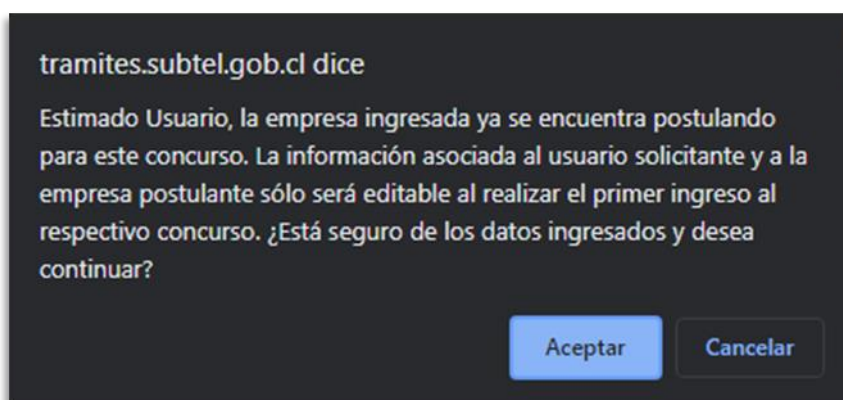 tramites.subtel.gob.cl dice
Estimado Usuario, la empresa ingresada ya se encuentra postulando
para este concurso. La información asociada al usuario solicitante y a la
empresa postulante sólo será editable al realizar el primer ingreso al
respectivo concurso. ¿Está seguro de los datos ingresados y desea
continuar?
Aceptar
Cancelar